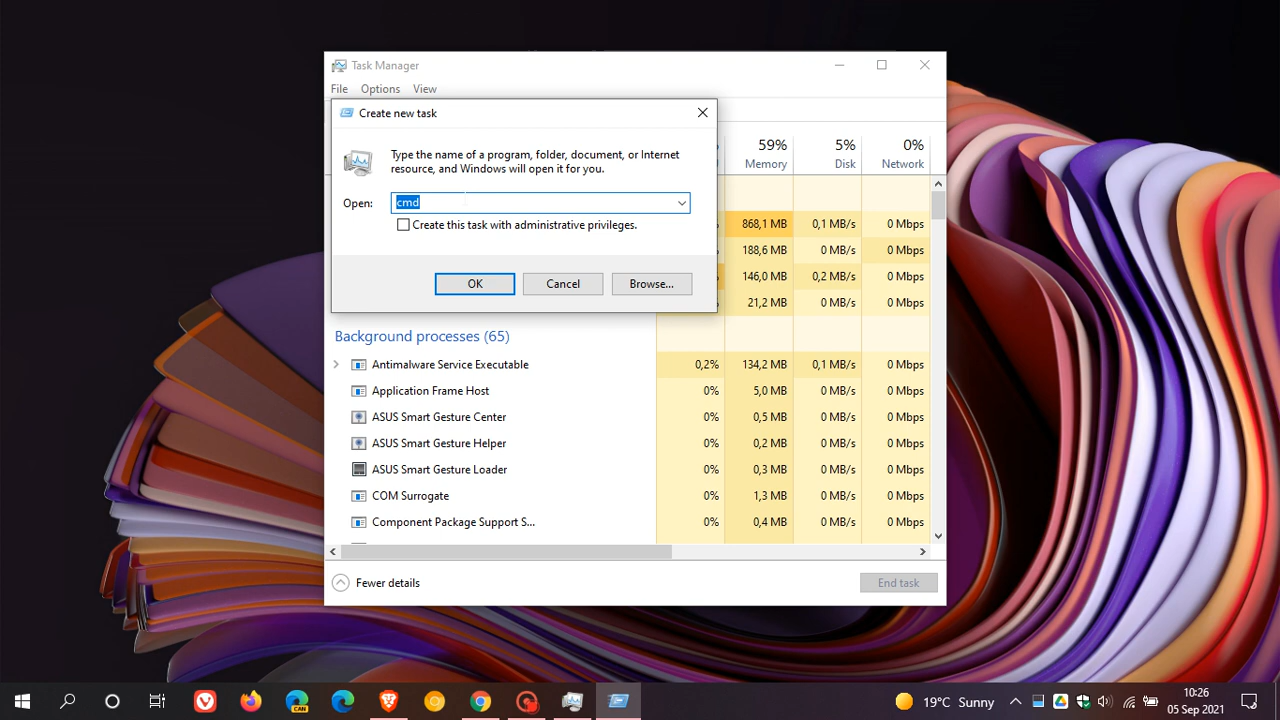 Task Manager
File Options View
Create new task
Type the name of a program, folder, document, or Internet
resource, and Windows will open it for you.
Open: cmd
Create this task with administrative privileges.
OK Cancel Browse...
59% 5% 0%
Memory Disk Network
868,1 MB 0,1 MB/s 0 Mbps
188,6 MB 0 MB/s 0 Mbps
146,0 MB 0,2 MB/s 0 Mbps
21,2 MB 0 MB/s 0 Mbps
Background processes (65)
Antimalware Service Executable 0,2% 134,2 MB 0,1 MB/s 0 Mbps
Application Frame Host 0% 5,0 MB 0 MB/s 0 Mbps
ASUS Smart Gesture Center 0% 0,5 MB 0 MB/s 0 Mbps
ASUS Smart Gesture Helper 0% 0,2 MB 0 MB/s 0 Mbps
ASUS Smart Gesture Loader 0% 0,3 MB 0 MB/s 0 Mbps
COM Surrogate 0% 1,3 MB 0 MB/s 0 Mbps
Component Package Support S... 0% 0,4 MB 0 MB/s 0 Mbps
Fewer details End task
CAN
19°C Sunny
10:26
05 Sep 2021